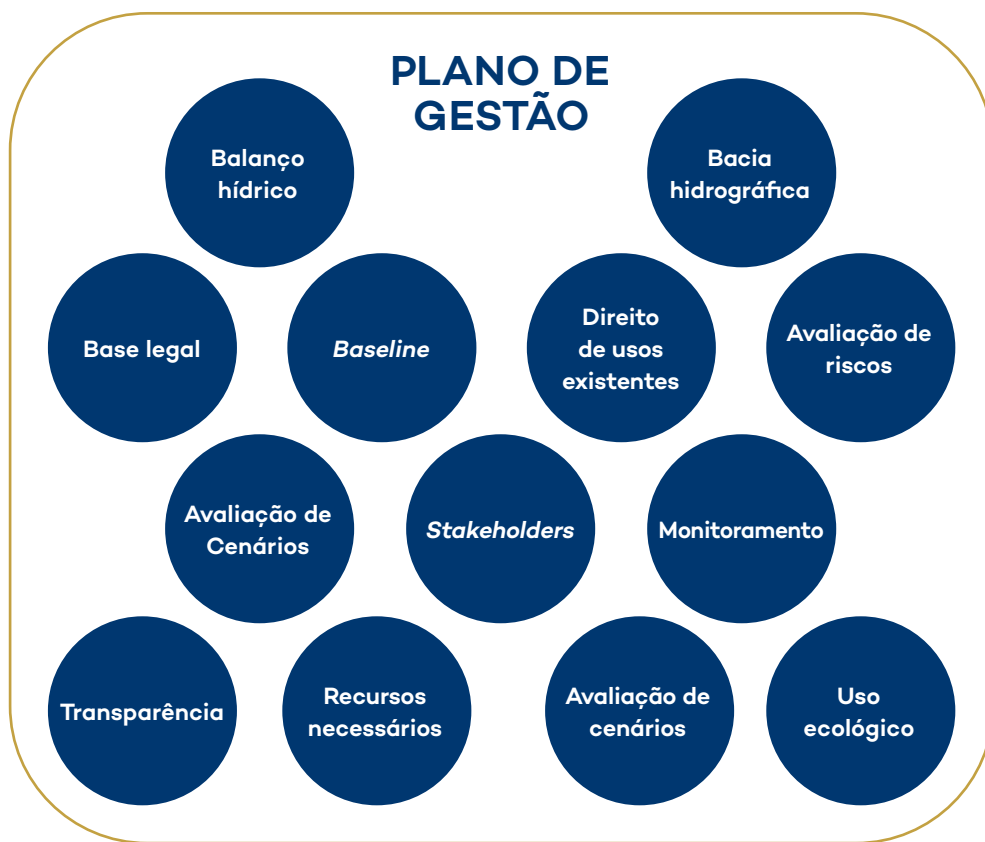 PLANO DE
GESTÃO
Balanço
hídrico
Bacia
hidrográfica
Base legal
Baseline
Direito
de usos
existentes
Avaliação de
riscos
Avaliação de
Cenários
Stakeholders
Monitoramento
Transparência
Recursos
necessários
Avaliação de
cenários
Uso
ecológico